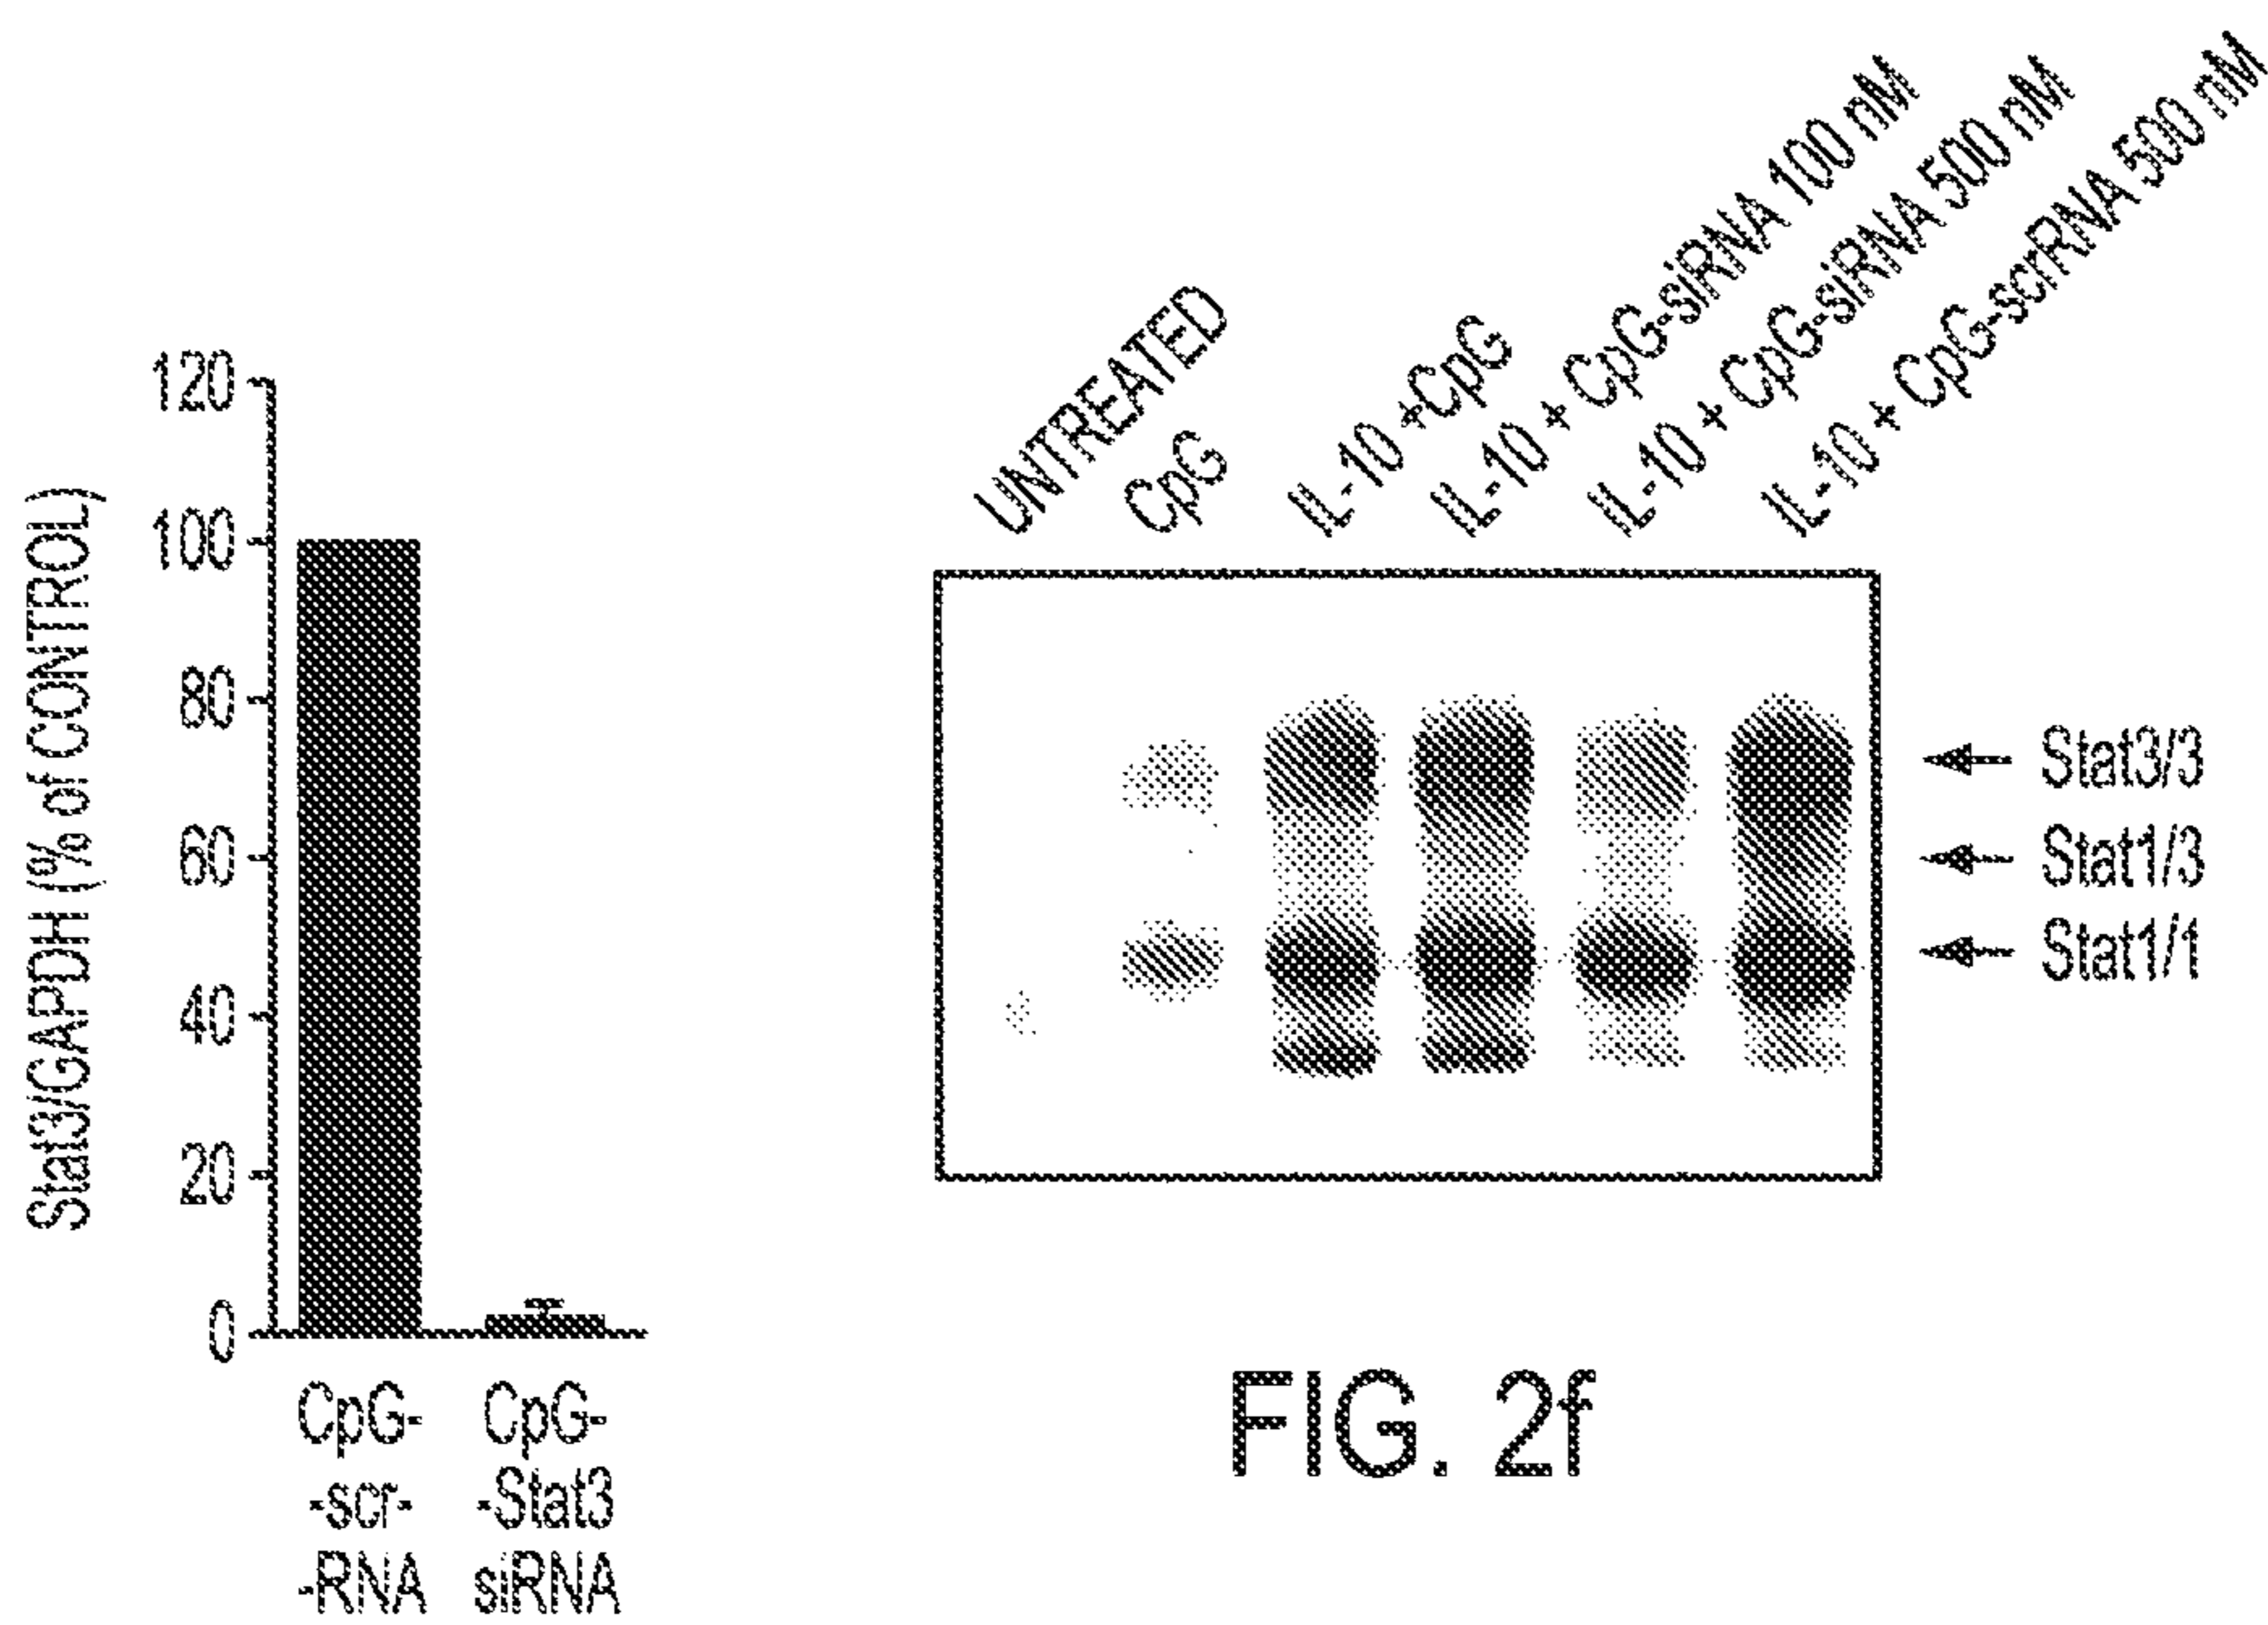 Stat3/GAPDH (% of CONTROL)
120
100
80
60
40
20
0
CpG-
-scr-
-RNA
CpG-
-Stat3
siRNA
UNTREATED
CpG
IL-10 +CpG
IL-10 + CpG-siRNA 100 nM
IL-10 + CpG-siRNA 500 nM
IL-10 + CpG-scrRNA 500 nM
Stat3/3
Stat1/3
Stat1/1
FIG. 2f